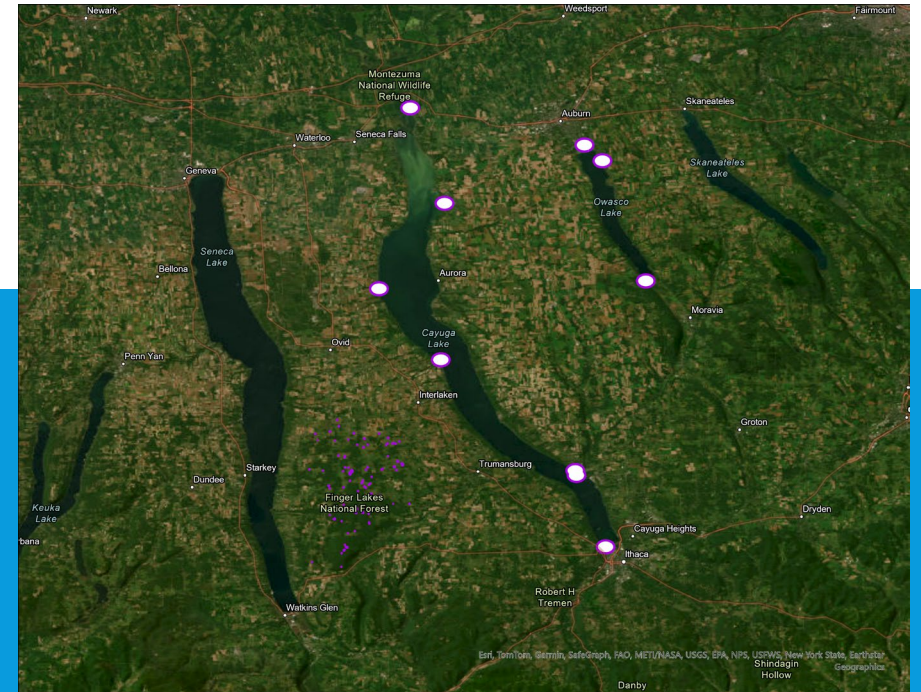 Newark
Weedsport
Fairmount
Montezuma
National Wildlife
Refuge
Auburn
Skaneateles
Waterloo
Seneca Falls
Geneva
Skaneateles
Lake
Owasco
Lake
Seneca
Lake
Bellona
Aurora
Moravia
Cayuga
Lake
Ovid
Penn Yan
Interlaken
Groton
Trumansburg
Starkey
Dundee
Finger Lakes
National Forest
Keuka
Lake
Dryden
Cayuga Heights
bana
Ithaca
Robert H
Tremen
Watkins Glen
Esri, TomTom, Garmin, SafeGraph, FAO, METI/NASA, USGS, EPA, NPS, USFWS, New York State, Earthstar
Geographics
Shindagin
Hollow
Danby